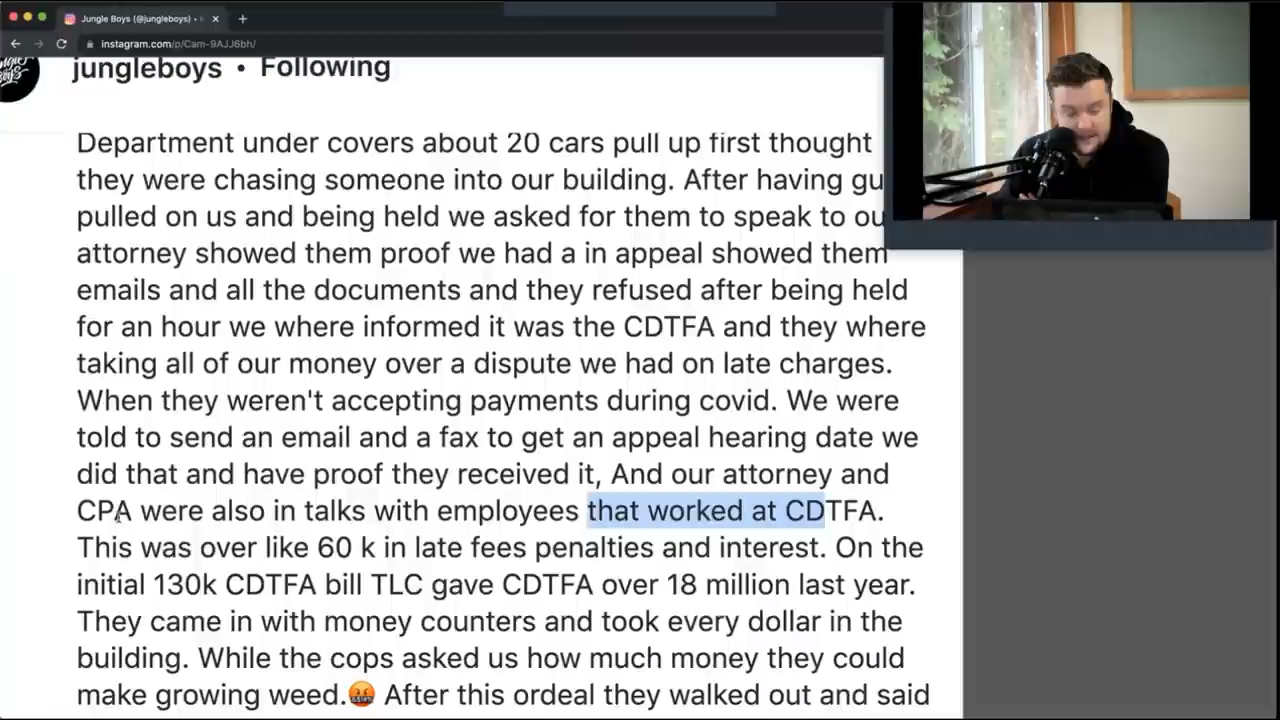 Jungle Boys (@jungleboys) •
instagram.com/p/Cam-9AJJ6bh/
jungleboys • Following
Department under covers about 20 cars pull up first thought
they were chasing someone into our building. After having gu
pulled on us and being held we asked for them to speak to ou
attorney showed them proof we had a in appeal showed them
emails and all the documents and they refused after being held
for an hour we where informed it was the CDTFA and they where
taking all of our money over a dispute we had on late charges.
When they weren't accepting payments during covid. We were
told to send an email and a fax to get an appeal hearing date we
did that and have proof they received it, And our attorney and
CPA were also in talks with employees that worked at CDTFA.
This was over like 60 k in late fees penalties and interest. On the
initial 130k CDTFA bill TLC gave CDTFA over 18 million last year.
They came in with money counters and took every dollar in the
building. While the cops asked us how much money they could
make growing weed.🤬 After this ordeal they walked out and said